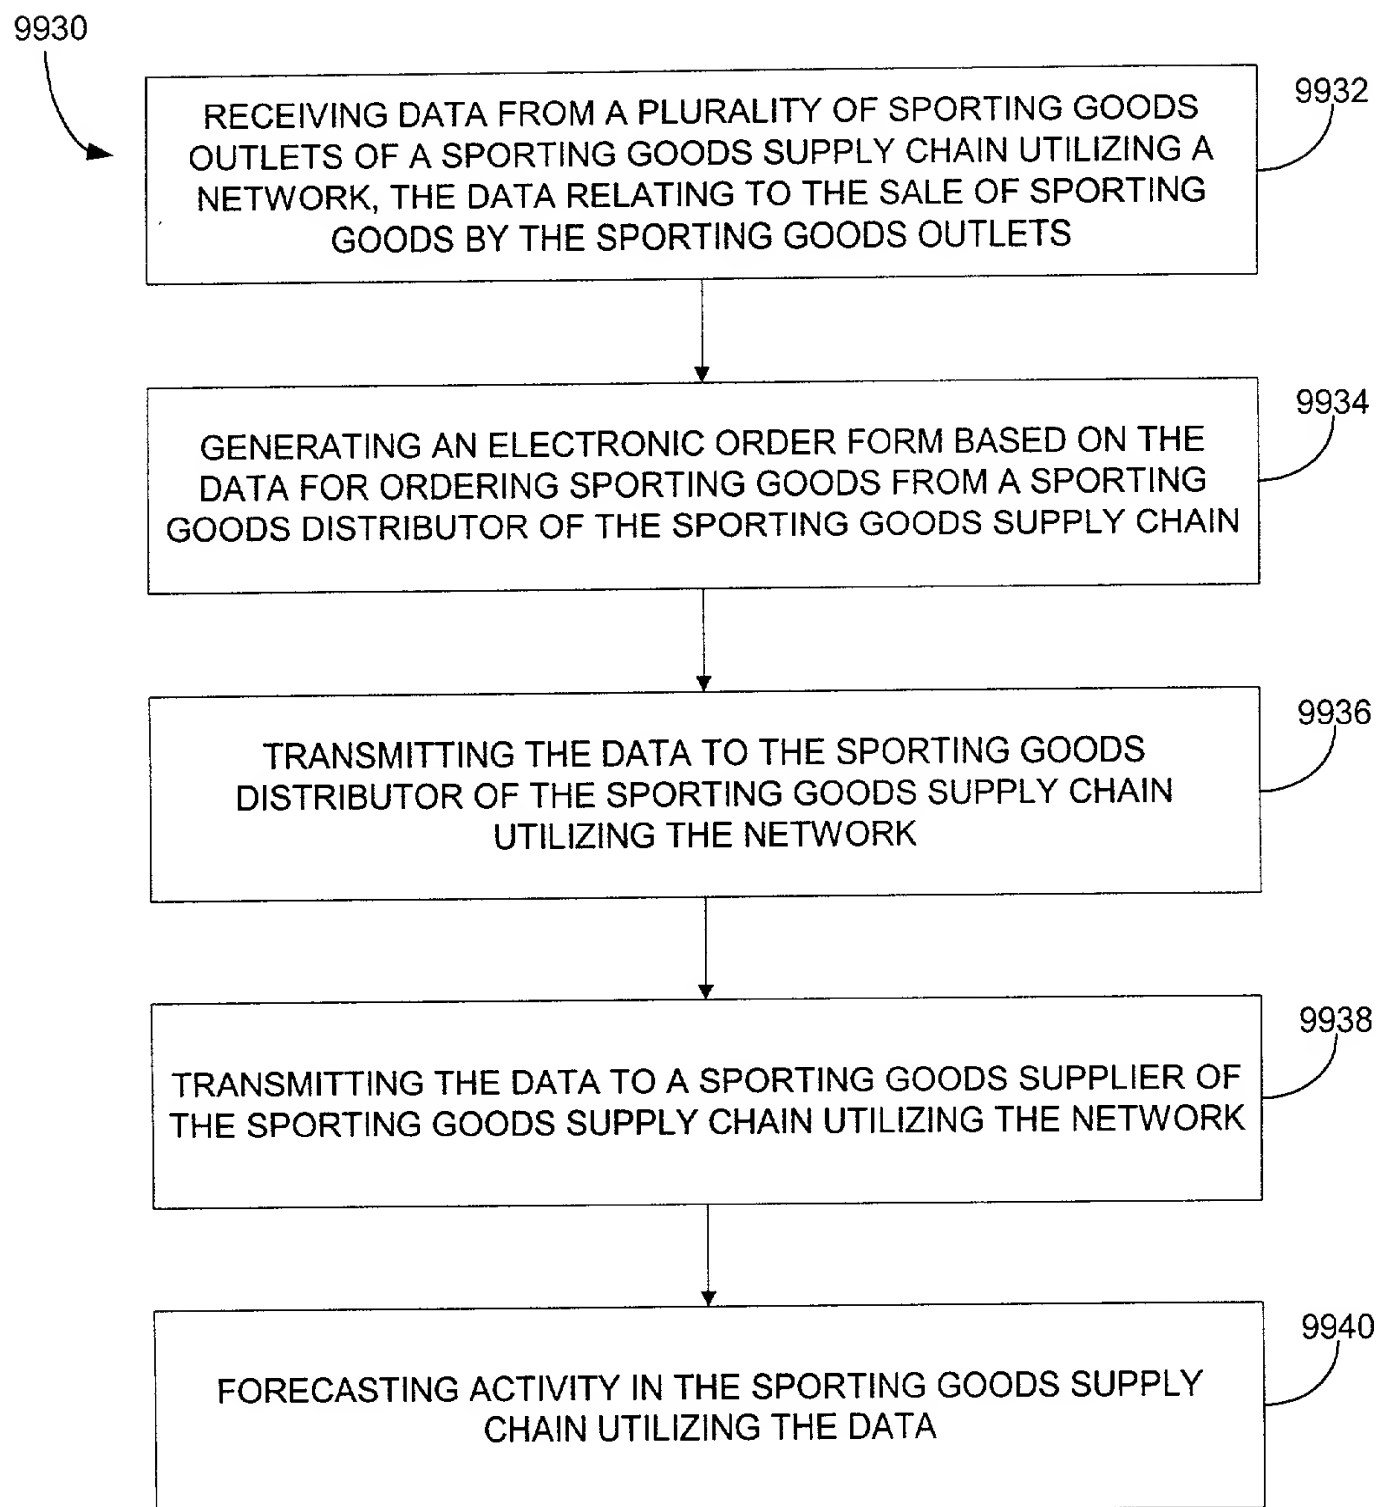 9930
9932
RECEIVING DATA FROM A PLURALITY OF SPORTING GOODS
OUTLETS OF A SPORTING GOODS SUPPLY CHAIN UTILIZING A
NETWORK, THE DATA RELATING TO THE SALE OF SPORTING
GOODS BY THE SPORTING GOODS OUTLETS
9934
GENERATING AN ELECTRONIC ORDER FORM BASED ON THE
DATA FOR ORDERING SPORTING GOODS FROM A SPORTING
GOODS DISTRIBUTOR OF THE SPORTING GOODS SUPPLY CHAIN
9936
TRANSMITTING THE DATA TO THE SPORTING GOODS
DISTRIBUTOR OF THE SPORTING GOODS SUPPLY CHAIN
UTILIZING THE NETWORK
9938
TRANSMITTING THE DATA TO A SPORTING GOODS SUPPLIER OF
THE SPORTING GOODS SUPPLY CHAIN UTILIZING THE NETWORK
9940
FORECASTING ACTIVITY IN THE SPORTING GOODS SUPPLY
CHAIN UTILIZING THE DATA